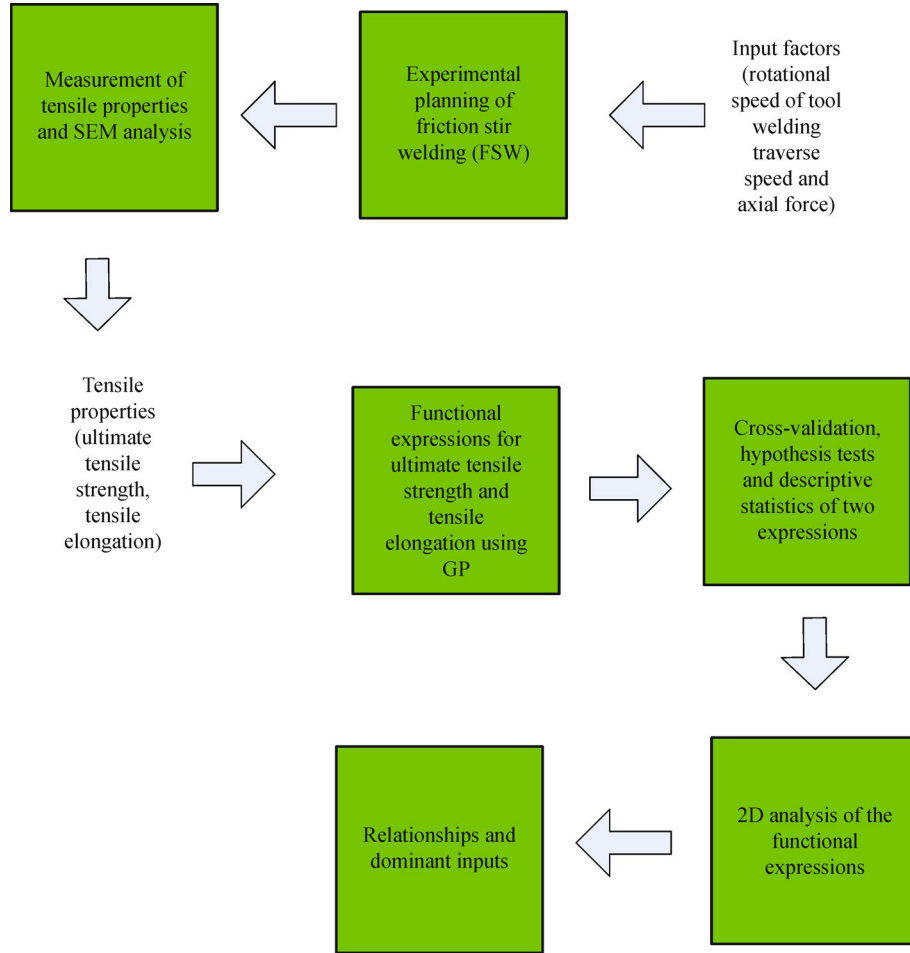 Measurement of
tensile properties
and SEM analysis
Experimental
planning of
friction stir
welding (FSW)
Input factors
(rotational
speed of tool
welding
traverse
speed and
axial force)
Tensile
properties
(ultimate
tensile
strength,
tensile
elongation)
Functional
expressions for
ultimate tensile
strength and
tensile
elongation using
GP
Cross-validation,
hypothesis tests
and descriptive
statistics of two
expressions
Relationships and
dominant inputs
2D analysis of the
functional
expressions